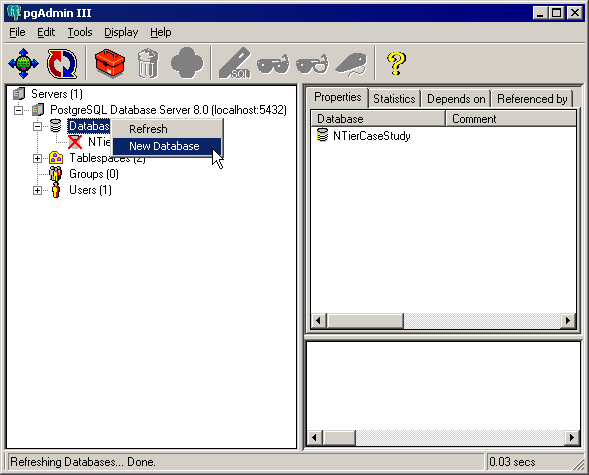 pgAdmin III
File Edit Tools Display Help
SQL
Servers (1)
PostgreSQL Database Server 8.0 (localhost:5432)
Databas
Refresh
NTie
New Database
Tablespaces (2)
Groups (0)
Users (1)
Properties Statistics Depends on Referenced by
Database Comment
NTierCaseStudy
Refreshing Databases... Done. 0.03 secs